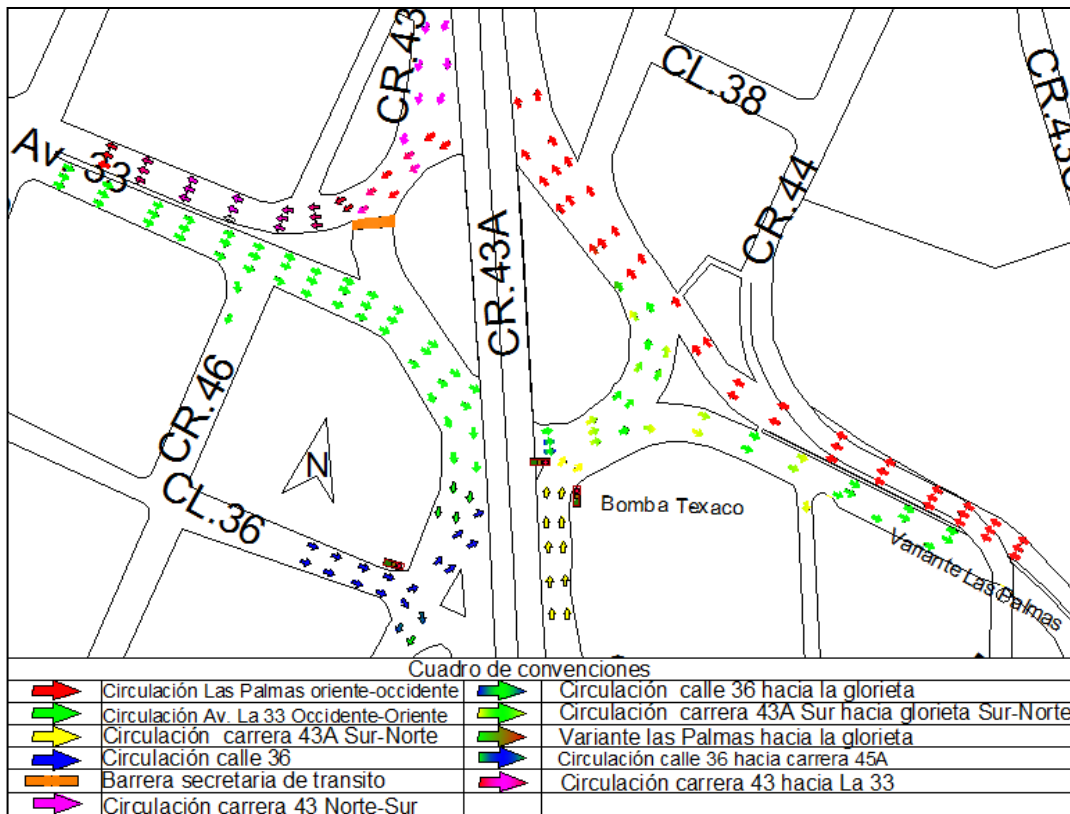 CR.43
CL.38
CR.43C
Av. 33
CR.44
CR.43A
CR.46
N
CL.36
Bomba Texaco
Variante Las Palmas
Cuadro de convenciones
Circulación Las Palmas oriente-occidente
Circulación calle 36 hacia la glorieta
Circulación Av. La 33 Occidente-Oriente
Circulación carrera 43A Sur hacia glorieta Sur-Norte
Circulación carrera 43A Sur-Norte
Variante las Palmas hacia la glorieta
Circulación calle 36
Circulación calle 36 hacia carrera 45A
Barrera secretaria de transito
Circulación carrera 43 hacia La 33
Circulación carrera 43 Norte-Sur